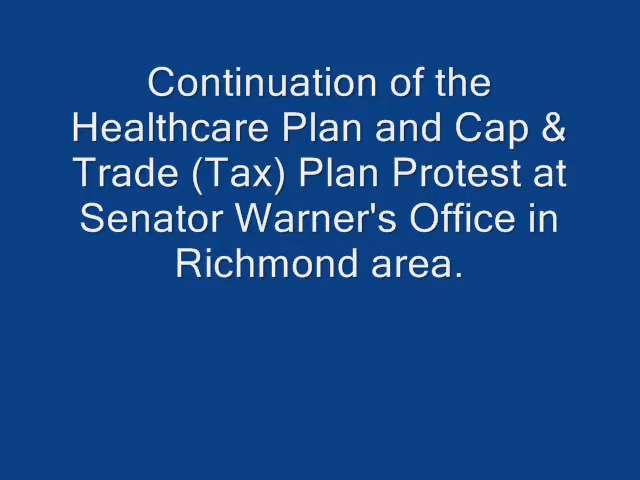 Continuation of the
Healthcare Plan and Cap &
Trade (Tax) Plan Protest at
Senator Warner's Office in
Richmond area.